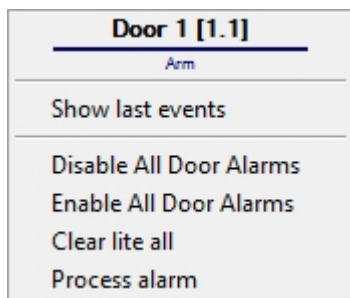 Door 1 [1.1]
Arm
Show last events
Disable All Door Alarms
Enable All Door Alarms
Clear lite all
Process alarm